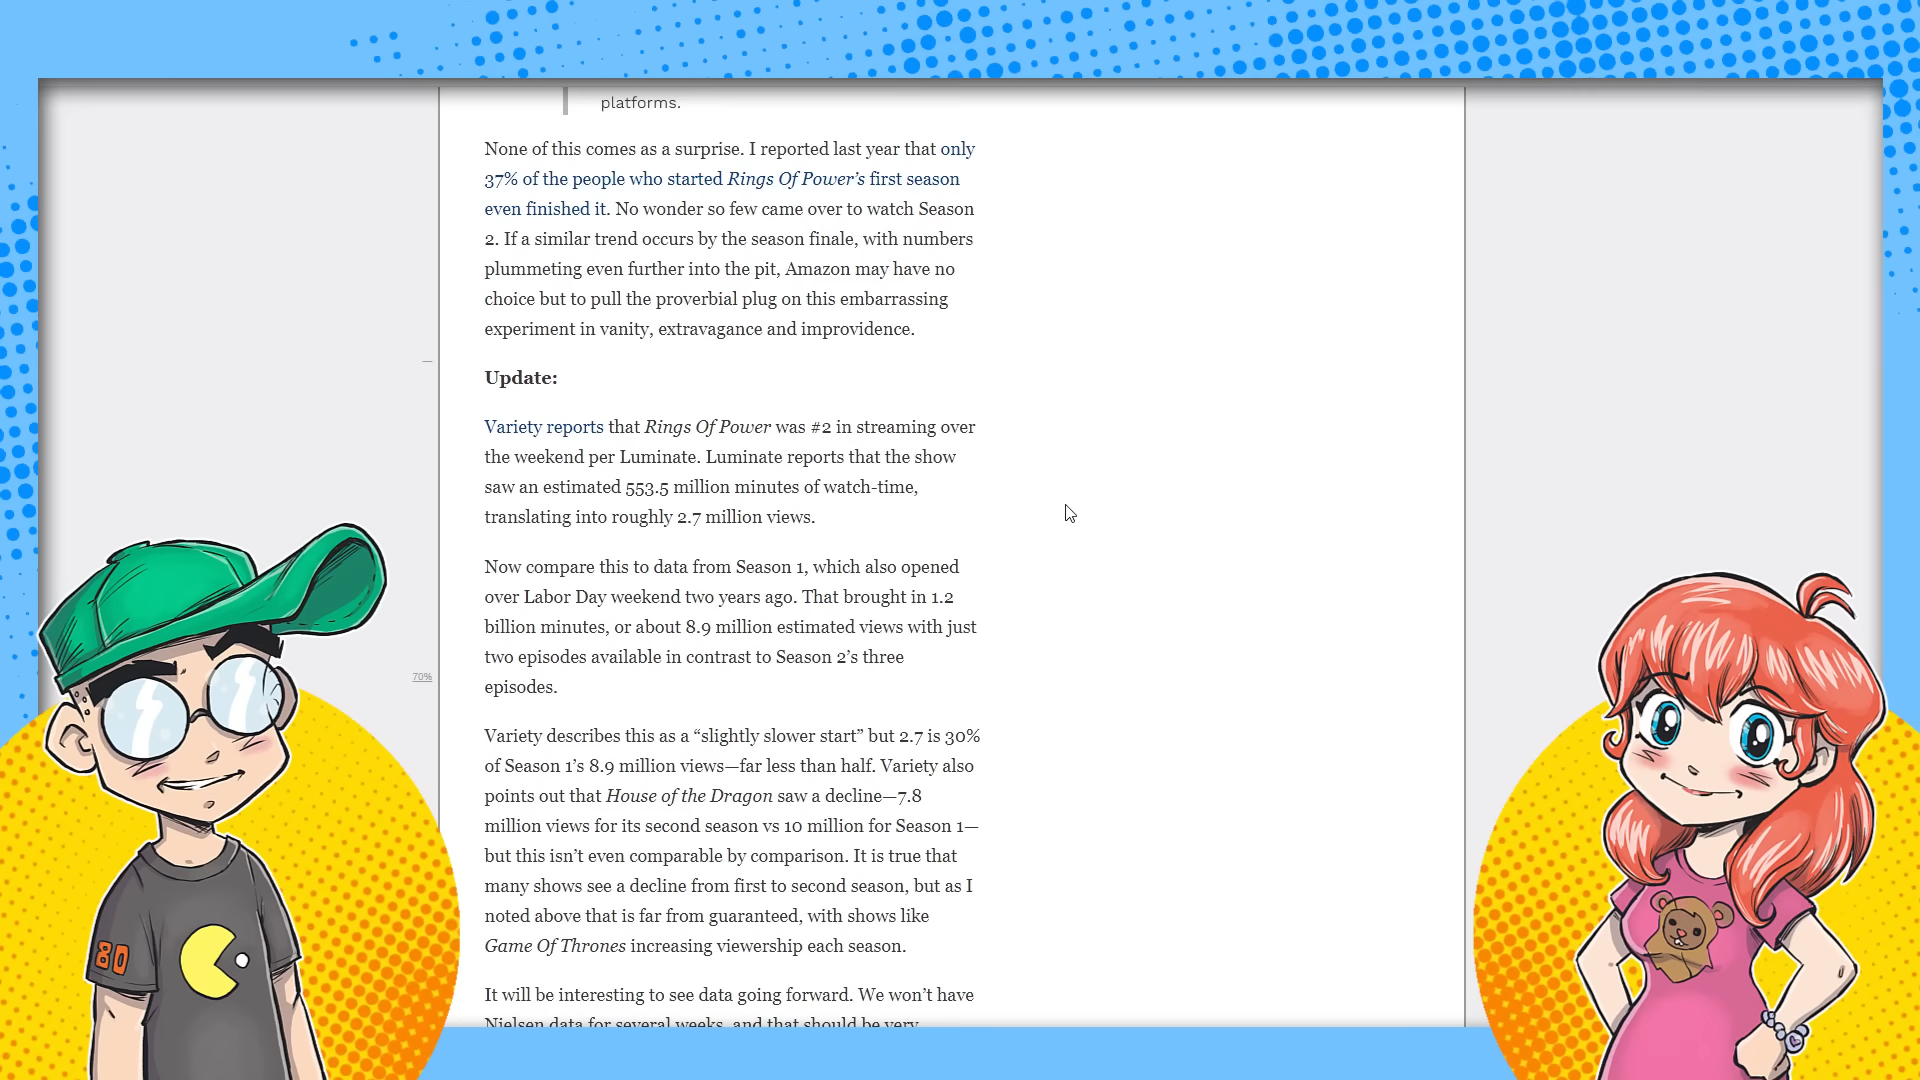 platforms.
None of this comes as a surprise. I reported last year that only
37% of the people who started Rings Of Power’s first season
even finished it. No wonder so few came over to watch Season
2. If a similar trend occurs by the season finale, with numbers
plummeting even further into the pit, Amazon may have no
choice but to pull the proverbial plug on this embarrassing
experiment in vanity, extravagance and improvidence.
Update:
Variety reports that Rings Of Power was #2 in streaming over
the weekend per Luminate. Luminate reports that the show
saw an estimated 553.5 million minutes of watch-time,
translating into roughly 2.7 million views.
Now compare this to data from Season 1, which also opened
over Labor Day weekend two years ago. That brought in 1.2
billion minutes, or about 8.9 million estimated views with just
two episodes available in contrast to Season 2’s three
70%
episodes.
Variety describes this as a “slightly slower start” but 2.7 is 30%
of Season 1’s 8.9 million views—far less than half. Variety also
points out that House of the Dragon saw a decline—7.8
million views for its second season vs 10 million for Season 1—
but this isn’t even comparable by comparison. It is true that
many shows see a decline from first to second season, but as I
noted above that is far from guaranteed, with shows like
Game Of Thrones increasing viewership each season.
It will be interesting to see data going forward. We won’t have
Nielsen data for several weeks, and that should be very
80